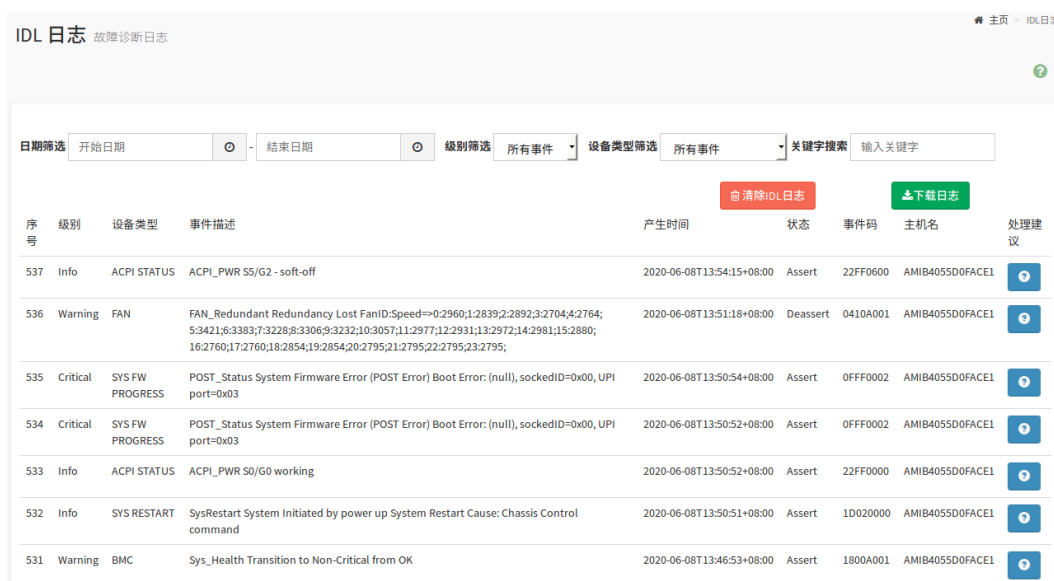 主页 > IDL日志
IDL 日志 故障诊断日志
日期筛选 开始日期 - 结束日期 级别筛选 所有事件 设备类型筛选 所有事件 关键字搜索 输入关键字
清除IDL日志 下载日志
序号 级别 设备类型 事件描述 产生时间 状态 事件码 主机名 处理建议
537 Info ACPI STATUS ACPI_PWR S5/G2 - soft-off 2020-06-08T13:54:15+08:00 Assert 22FF0600 AMIB4055D0FACE1
536 Warning FAN FAN_Redundant Redundancy Lost FanID:Speed=>0:2960;1:2839;2:2892;3:2704;4:2764; 2020-06-08T13:51:18+08:00 Deassert 0410A001 AMIB4055D0FACE1
5:3421;6:3383;7:3228;8:3306;9:3232;10:3057;11:2977;12:2931;13:2972;14:2981;15:2880;
16:2760;17:2760;18:2854;19:2854;20:2795;21:2795;22:2795;23:2795;
535 Critical SYS FW POST_Status System Firmware Error (POST Error) Boot Error: (null), sockedID=0x00, UPI 2020-06-08T13:50:54+08:00 Assert 0FFF0002 AMIB4055D0FACE1
PROGRESS port=0x03
534 Critical SYS FW POST_Status System Firmware Error (POST Error) Boot Error: (null), sockedID=0x00, UPI 2020-06-08T13:50:52+08:00 Assert 0FFF0002 AMIB4055D0FACE1
PROGRESS port=0x03
533 Info ACPI STATUS ACPI_PWR S0/G0 working 2020-06-08T13:50:52+08:00 Assert 22FF0000 AMIB4055D0FACE1
532 Info SYS RESTART SysRestart System Initiated by power up System Restart Cause: Chassis Control 2020-06-08T13:50:51+08:00 Assert 1D020000 AMIB4055D0FACE1
command
531 Warning BMC Sys_Health Transition to Non-Critical from OK 2020-06-08T13:46:53+08:00 Assert 1800A001 AMIB4055D0FACE1